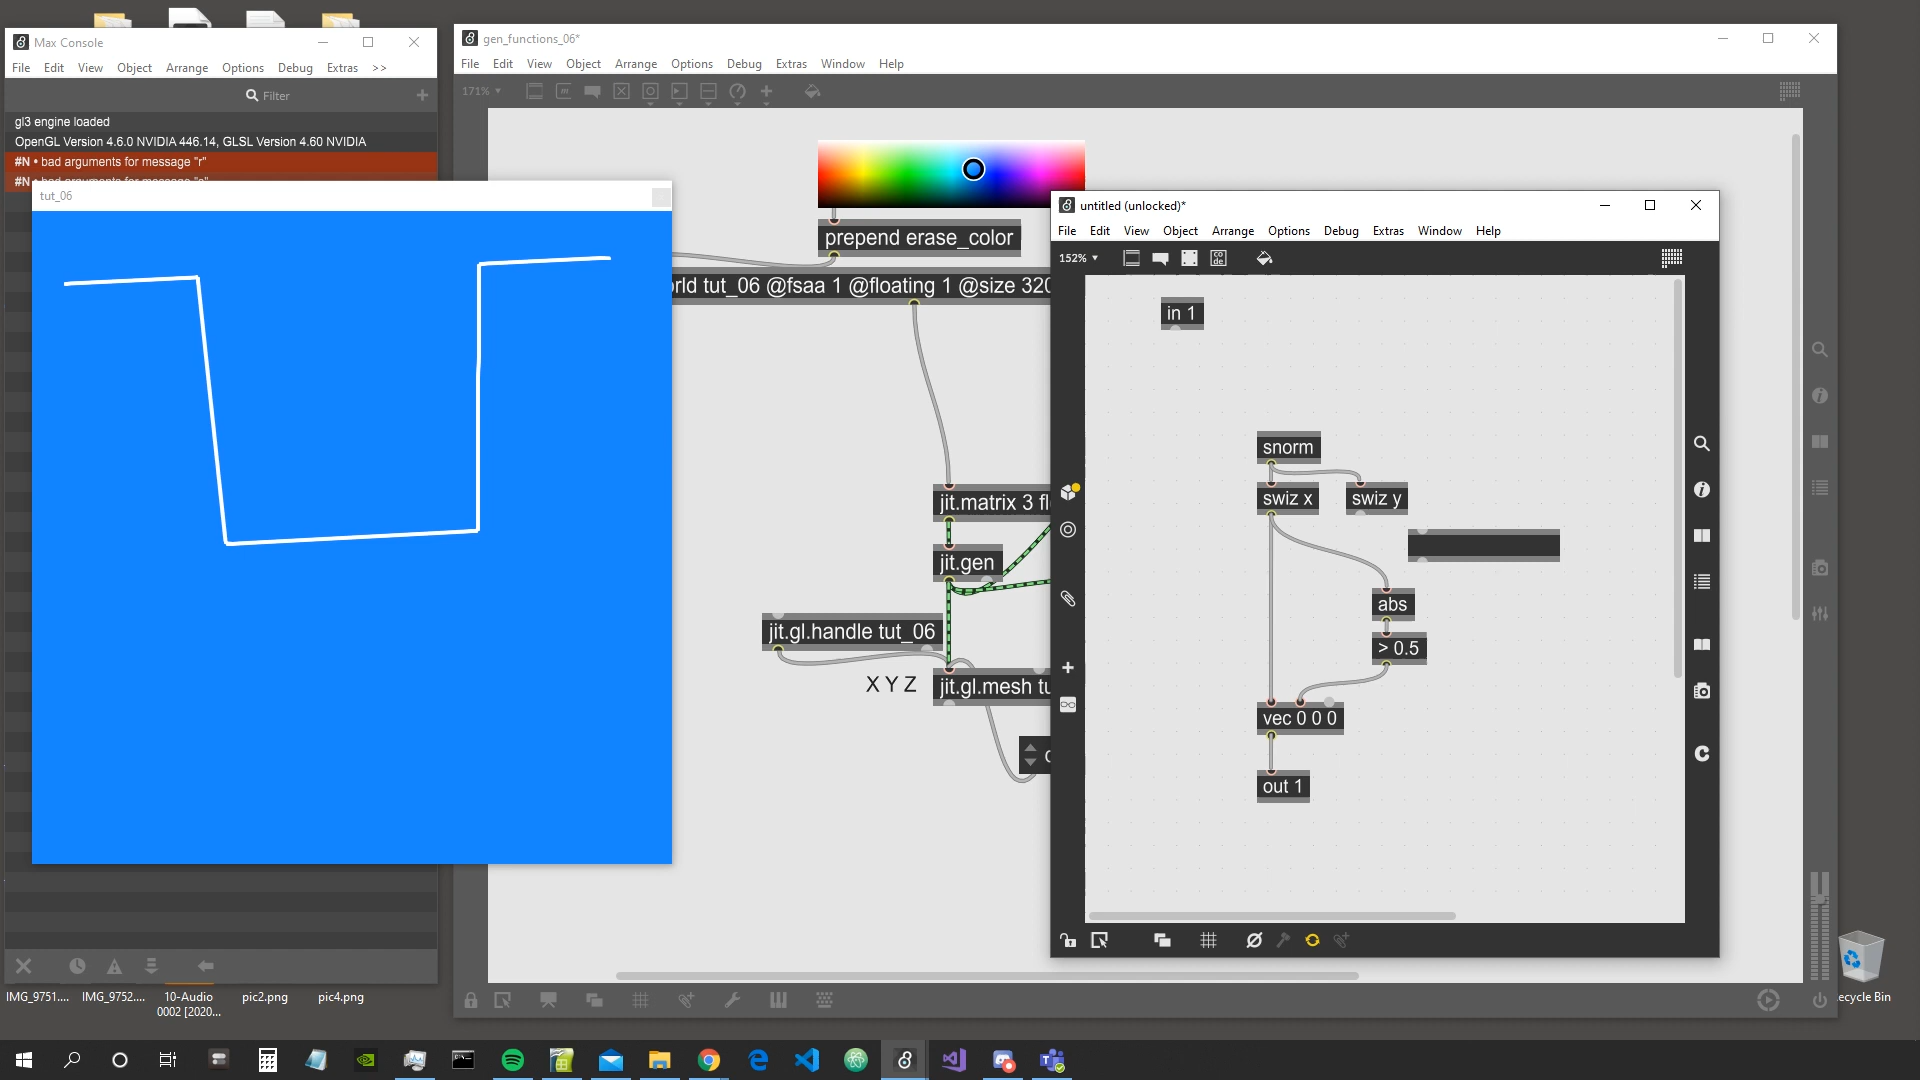 Max Console
File Edit View Object Arrange Options Debug Extras >>
Filter
gl3 engine loaded
OpenGL Version 4.6.0 NVIDIA 446.14, GLSL Version 4.60 NVIDIA
#N • bad arguments for message "r"
#N • bad arguments for message "s"
tut_06
gen_functions_06*
File Edit View Object Arrange Options Debug Extras Window Help
171%
prepend erase_color
rld tut_06 @fsaa 1 @floating 1 @size 320
jit.matrix 3 fl
jit.gen
jit.gl.handle tut_06
X Y Z
jit.gl.mesh tu
untitled (unlocked)*
File Edit View Object Arrange Options Debug Extras Window Help
152%
code
in 1
snorm
swiz x
swiz y
abs
> 0.5
vec 0 0 0
out 1
IMG_9751....
IMG_9752....
10-Audio
0002 [2020...
pic2.png
pic4.png
ecycle Bin